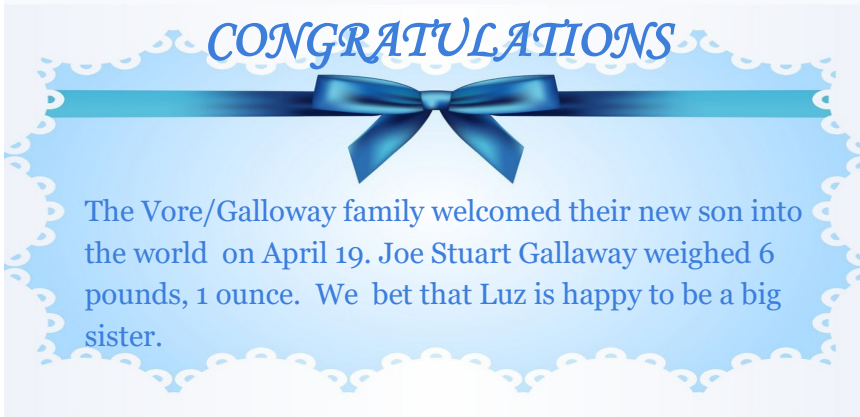 CONGRATULATIONS
The Vore/Galloway family welcomed their new son into
the world on April 19. Joe Stuart Gallaway weighed 6
pounds, 1 ounce. We bet that Luz is happy to be a big
sister.